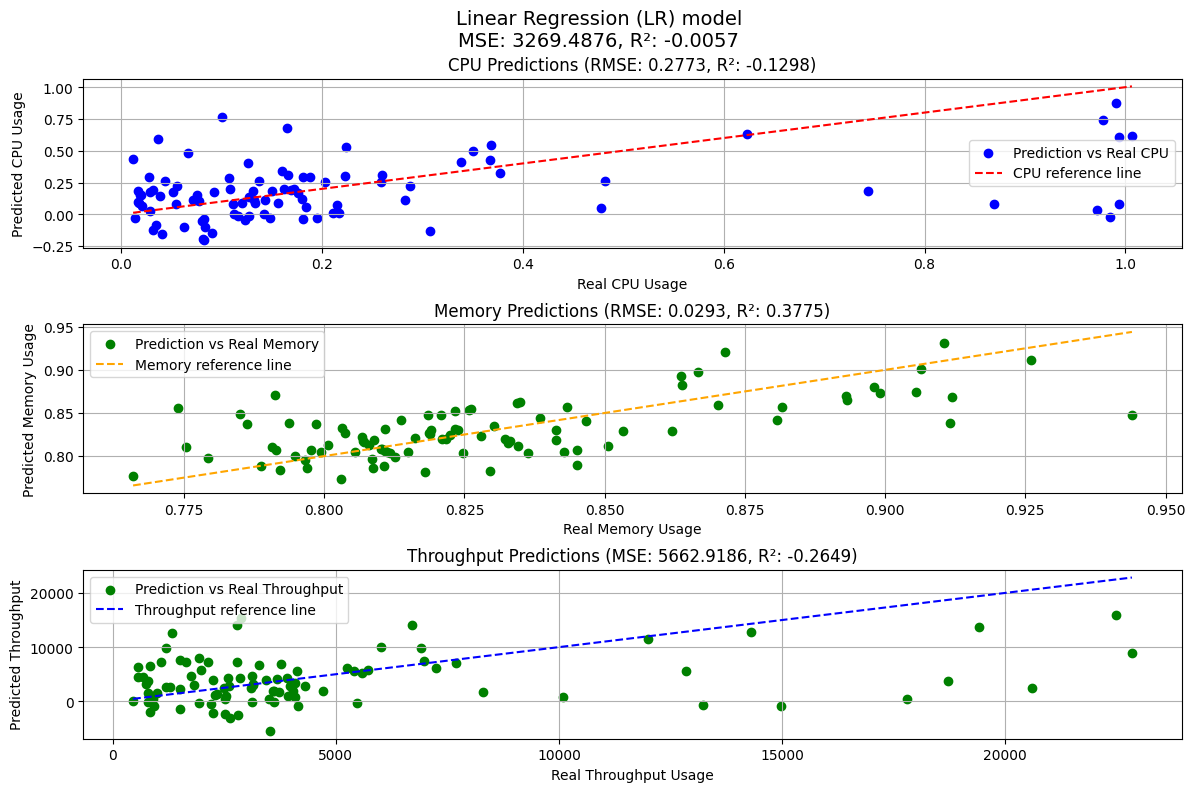 Linear Regression (LR) model
MSE: 3269.4876, R²: -0.0057
CPU Predictions (RMSE: 0.2773, R²: -0.1298)
Predicted CPU Usage
1.00
0.75
0.50
0.25
0.00
−0.25
Prediction vs Real CPU
CPU reference line
0.0 0.2 0.4 0.6 0.8 1.0
Real CPU Usage
Memory Predictions (RMSE: 0.0293, R²: 0.3775)
Predicted Memory Usage
0.95
0.90
0.85
0.80
Prediction vs Real Memory
Memory reference line
0.775 0.800 0.825 0.850 0.875 0.900 0.925 0.950
Real Memory Usage
Throughput Predictions (MSE: 5662.9186, R²: -0.2649)
Predicted Throughput
20000
10000
0
Prediction vs Real Throughput
Throughput reference line
0 5000 10000 15000 20000
Real Throughput Usage